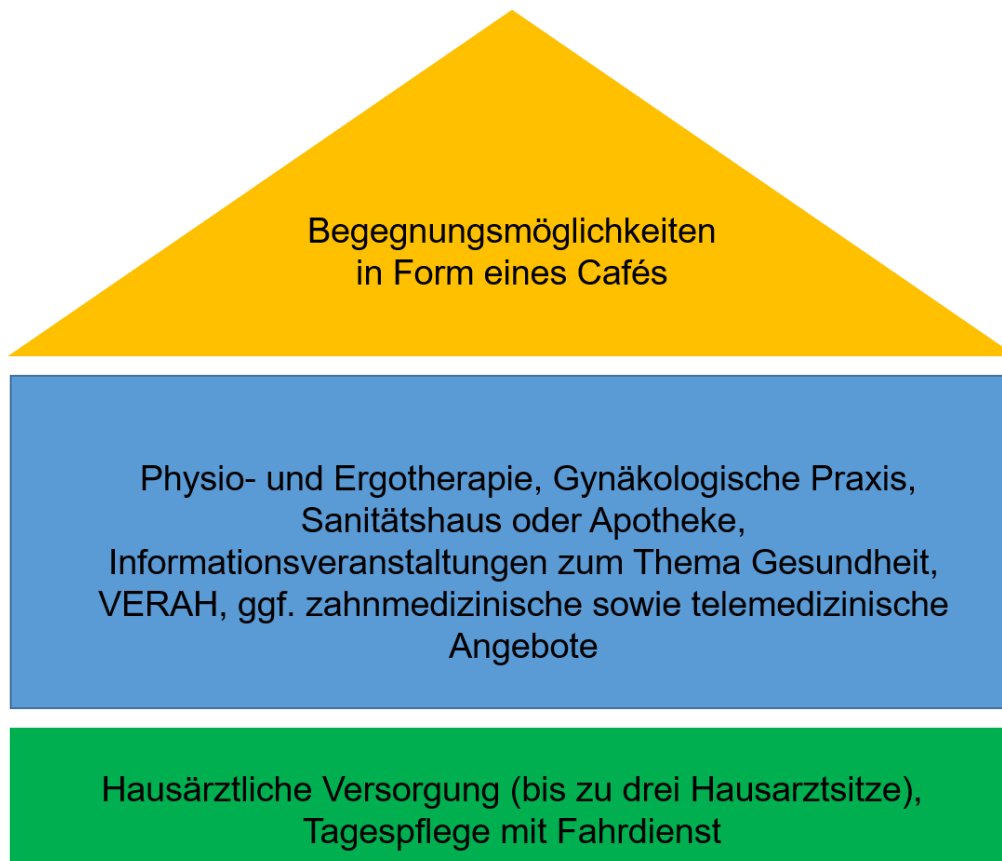 Begegnungsmöglichkeiten
in Form eines Cafés
Physio- und Ergotherapie, Gynäkologische Praxis,
Sanitätshaus oder Apotheke,
Informationsveranstaltungen zum Thema Gesundheit,
VERAH, ggf. zahnmedizinische sowie telemedizinische
Angebote
Hausärztliche Versorgung (bis zu drei Hausarztsitze),
Tagespflege mit Fahrdienst